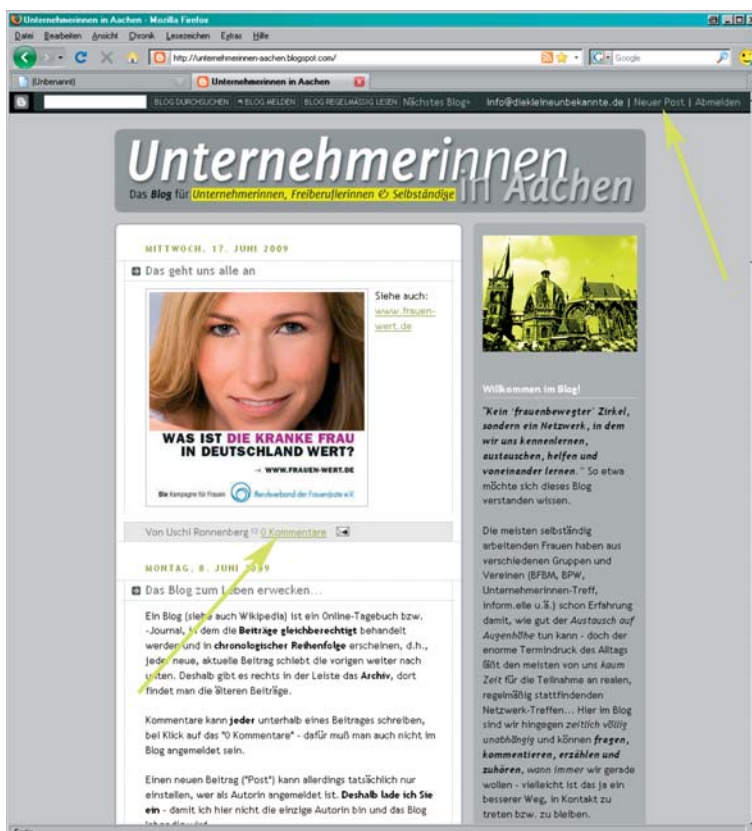 Unternehmerinnen in Aachen - Mozilla Firefox
Datei Bearbeiten Ansicht Chronik Lesezeichen Extras Hilfe
http://unternehmerinnen-aachen.blogspot.com/
Google
(Unbenannt)
Unternehmerinnen in Aachen
BLOG DURCHSUCHEN BLOG MELDEN BLOG REGELMÄSSIG LESEN Nächstes Blog»
info@diekleineunbekannte.de | Neuer Post | Abmelden
Unternehmerinnen
in Aachen
Das Blog für Unternehmerinnen, Freiberuflerinnen & Selbständige
MITTWOCH, 17. JUNI 2009
Das geht uns alle an
Siehe auch:
www.frauen-
wert.de
WAS IST DIE KRANKE FRAU
IN DEUTSCHLAND WERT?
→ WWW.FRAUEN-WERT.DE
Die Kampagne für Frauen
Berufsverband der Frauenärzte e.V.
Von Uschi Ronnenberg 0 Kommentare
MONTAG, 8. JUNI 2009
Das Blog zum Leben erwecken...
Ein Blog (siehe auch Wikipedia) ist ein Online-Tagebuch bzw.
-Journal, in dem die Beiträge gleichberechtigt behandelt
werden und in chronologischer Reihenfolge erscheinen, d.h.,
jeder neue, aktuelle Beitrag schiebt die vorigen weiter nach
unten. Deshalb gibt es rechts in der Leiste das Archiv, dort
findet man die älteren Beiträge.
Kommentare kann jeder unterhalb eines Beitrages schreiben,
bei Klick auf das "0 Kommentare" - dafür muß man auch nicht im
Blog angemeldet sein.
Einen neuen Beitrag ("Post") kann allerdings tatsächlich nur
einstellen, wer als Autorin angemeldet ist. Deshalb lade ich Sie
ein - damit ich hier nicht die einzige Autorin bin und das Blog
Willkommen im Blog!
"Kein 'frauenbewegter' Zirkel,
sondern ein Netzwerk, in dem
wir uns kennenlernen,
austauschen, helfen und
voneinander lernen." So etwa
möchte sich dieses Blog
verstanden wissen.
Die meisten selbständig
arbeitenden Frauen haben aus
verschiedenen Gruppen und
Vereinen (BFBM, BPW,
Unternehmerinnen-Treff,
inform.elle u.ä.) schon Erfahrung
damit, wie gut der Austausch auf
Augenhöhe tun kann - doch der
enorme Termindruck des Alltags
läßt den meisten von uns kaum
Zeit für die Teilnahme an realen,
regelmäßig stattfindenden
Netzwerk-Treffen... Hier im Blog
sind wir hingegen zeitlich völlig
unabhängig und können fragen,
kommentieren, erzählen und
zuhören, wann immer wir gerade
wollen - vielleicht ist das ja ein
besserer Weg, in Kontakt zu
treten bzw. zu bleiben.